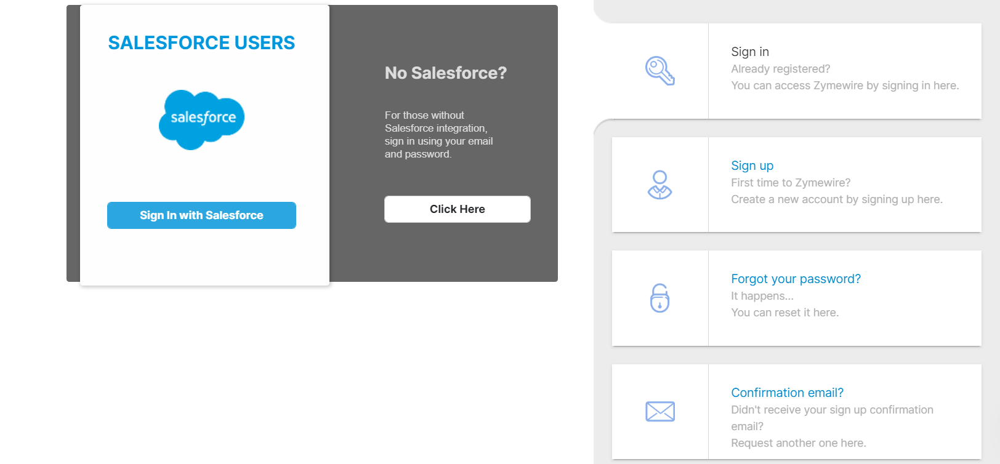 SALESFORCE USERS
salesforce
Sign In with Salesforce
No Salesforce?
For those without
Salesforce integration,
sign in using your email
and password.
Click Here
Sign in
Already registered?
You can access Zymewire by signing in here.
Sign up
First time to Zymewire?
Create a new account by signing up here.
Forgot your password?
It happens...
You can reset it here.
Confirmation email?
Didn't receive your sign up confirmation
email?
Request another one here.